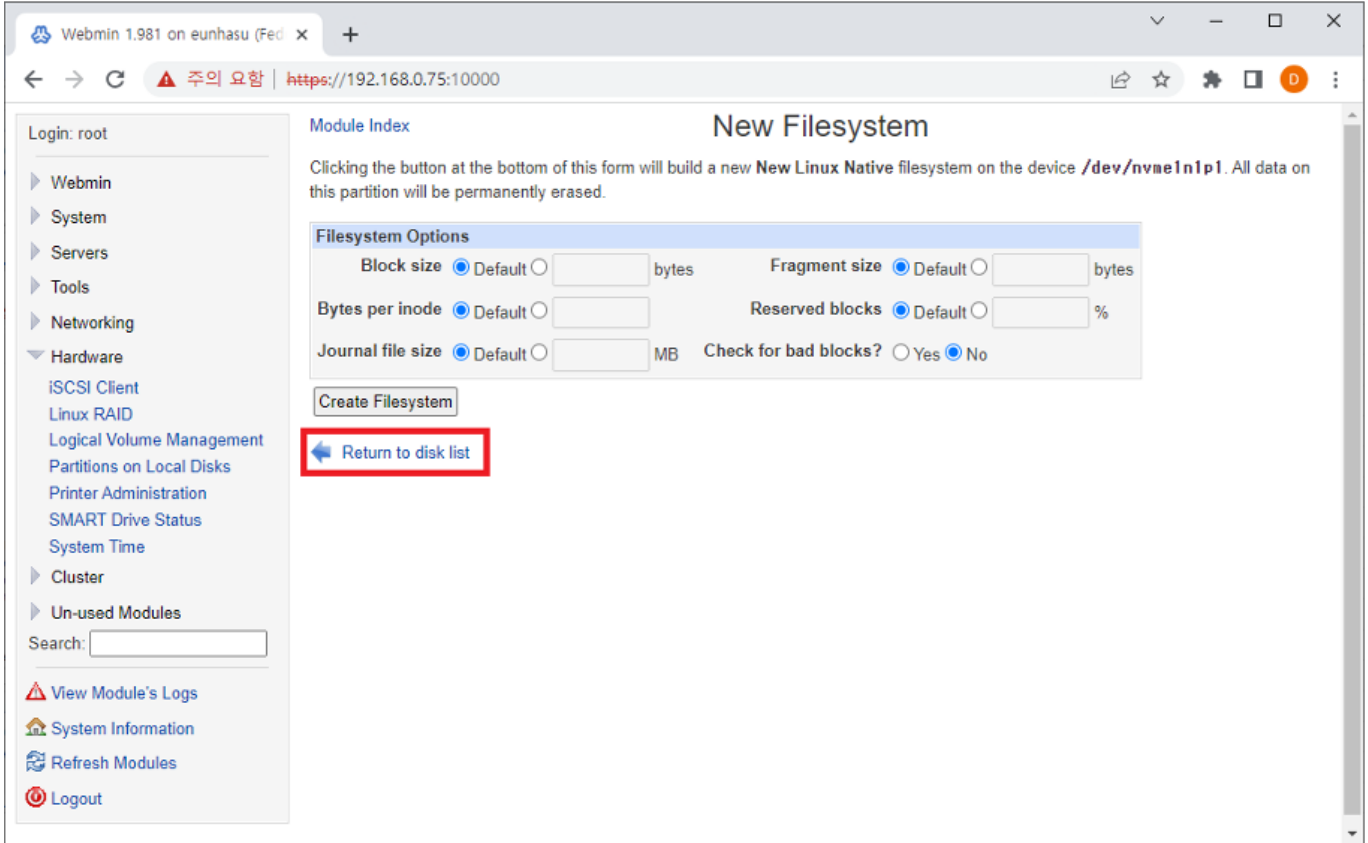 Webmin 1.981 on eunhasu (Fed
주의 요함 https://192.168.0.75:10000
D
Login: root
Webmin
System
Servers
Tools
Networking
Hardware
iSCSI Client
Linux RAID
Logical Volume Management
Partitions on Local Disks
Printer Administration
SMART Drive Status
System Time
Cluster
Un-used Modules
Search:
View Module's Logs
System Information
Refresh Modules
Logout
Module Index
New Filesystem
Clicking the button at the bottom of this form will build a new New Linux Native filesystem on the device /dev/nvme1n1p1. All data on
this partition will be permanently erased.
Filesystem Options
Block size Default bytes Fragment size Default bytes
Bytes per inode Default Reserved blocks Default %
Journal file size Default MB Check for bad blocks? Yes No
Create Filesystem
Return to disk list